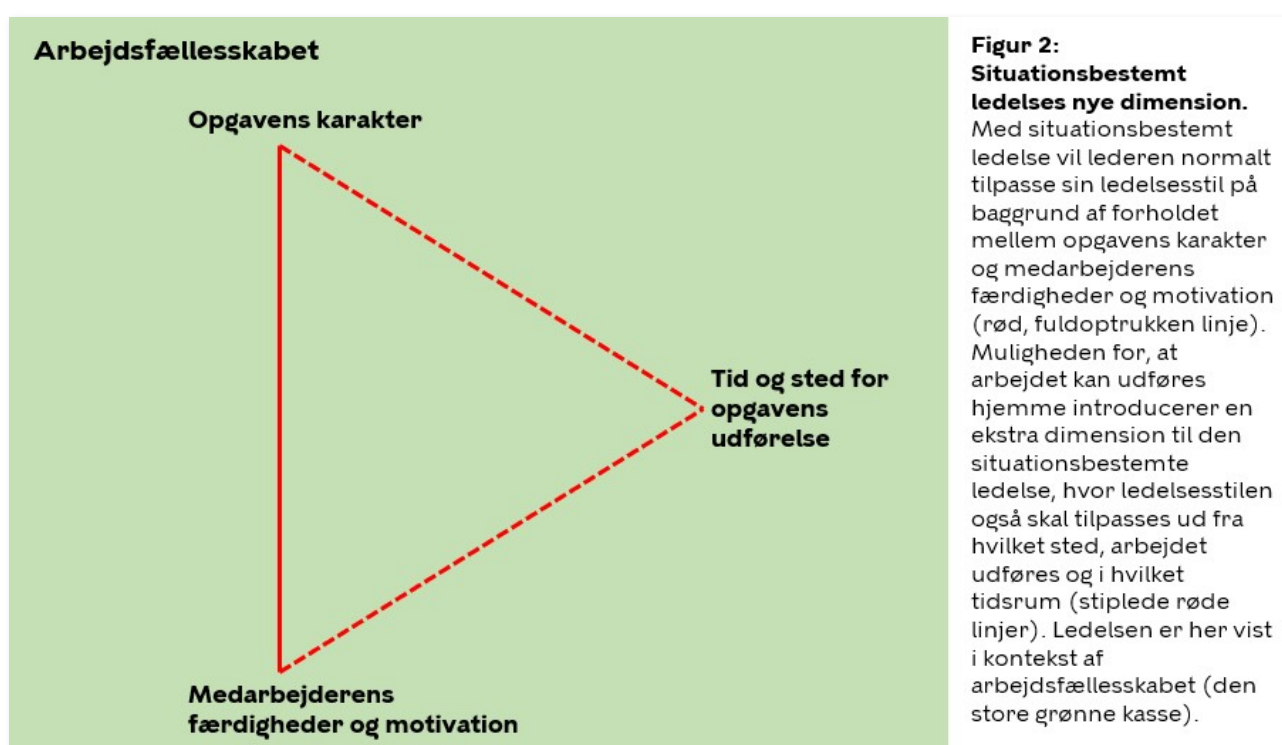 Arbejdsfællesskabet
Opgavens karakter
Tid og sted for
opgavens
udførelse
Medarbejderens
færdigheder og motivation
Figur 2:
Situationsbestemt
ledelses nye dimension.
Med situationsbestemt
ledelse vil lederen normalt
tilpasse sin ledelsesstil på
baggrund af forholdet
mellem opgavens karakter
og medarbejderens
færdigheder og motivation
(rød, fuldoptrukken linje).
Muligheden for, at
arbejdet kan udføres
hjemme introducerer en
ekstra dimension til den
situationsbestemte
ledelse, hvor ledelsesstilen
også skal tilpasses ud fra
hvilket sted, arbejdet
udføres og i hvilket
tidsrum (stiplede røde
linjer). Ledelsen er her vist
i kontekst af
arbejdsfællesskabet (den
store grønne kasse).